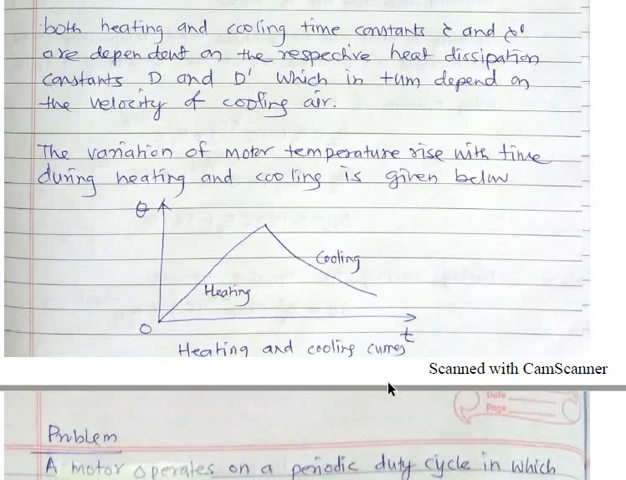 both heating and cooling time constants τ and τ'
are dependent on the respective heat dissipation
constants D and D' which in turn depend on
the velocity of cooling air.
The variation of motor temperature rise with time
during heating and cooling is given below
θ
Cooling
Heating
O
t
Heating and cooling curves
Scanned with CamScanner
Date
Page
Problem
A motor operates on a periodic duty cycle in which